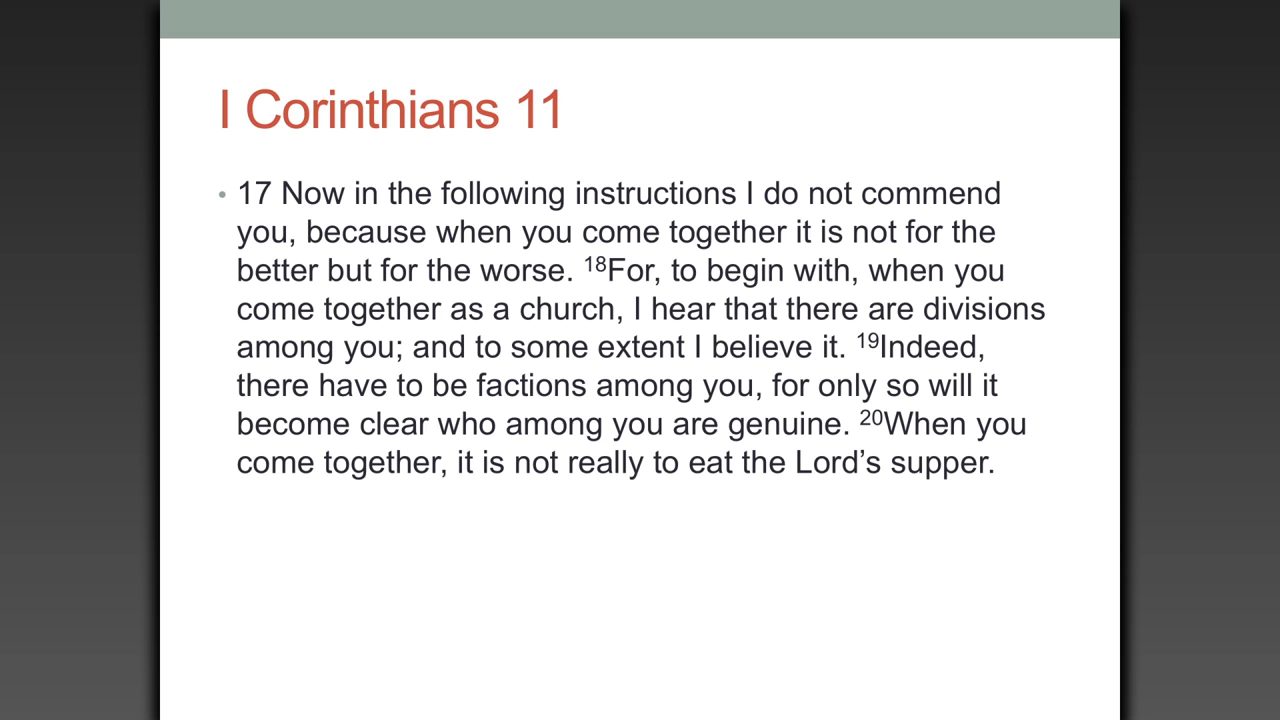 I Corinthians 11
• 17 Now in the following instructions I do not commend
you, because when you come together it is not for the
better but for the worse. 18For, to begin with, when you
come together as a church, I hear that there are divisions
among you; and to some extent I believe it. 19Indeed,
there have to be factions among you, for only so will it
become clear who among you are genuine. 20When you
come together, it is not really to eat the Lord’s supper.